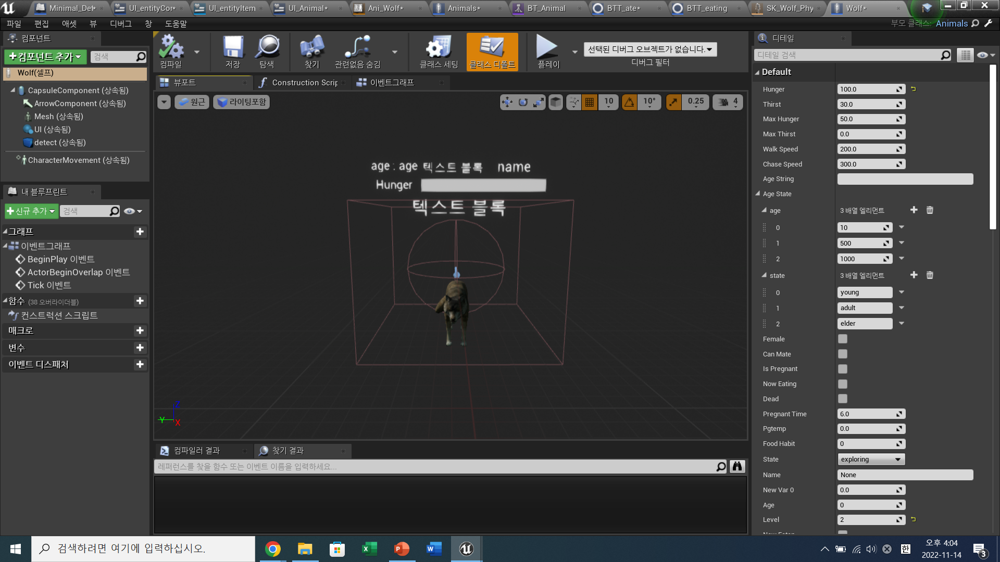 Minimal_Det*
UI_entityCor*
UI_entityItem
UI_Animal*
Ani_Wolf*
Animals*
BT_Animal
BTT_ate*
BTT_eating
SK_Wolf_Phy
Wolf*
파일
편집
애셋
뷰
디버그
창
도움말
부모 클래스:
Animals
컴포넌트
+컴포넌트 추가
검색
Wolf(셀프)
CapsuleComponent (상속됨)
ArrowComponent (상속됨)
Mesh (상속됨)
UI (상속됨)
detect (상속됨)
CharacterMovement (상속됨)
내 블루프린트
+신규 추가
검색
그래프
이벤트그래프
BeginPlay 이벤트
ActorBeginOverlap 이벤트
Tick 이벤트
함수 (38 오버라이더블)
컨스트럭션 스크립트
매크로
변수
이벤트 디스패처
컴파일
저장
탐색
찾기
관련없음 숨김
클래스 세팅
클래스 디폴트
플레이
선택된 디버그 오브젝트가 없습니다.
디버그 필터
뷰포트
Construction Scrip
이벤트그래프
원근
라이팅포함
10
10°
0.25
4
age : age 텍스트 블록 name
Hunger
텍스트 블록
Z
Y
X
컴파일러 결과
찾기 결과
레퍼런스를 찾을 함수 또는 이벤트 이름을 입력하세요...
디테일
디테일 검색
Default
Hunger 100.0
Thirst 30.0
Max Hunger 50.0
Max Thirst 0.0
Walk Speed 200.0
Chase Speed 300.0
Age String
Age State
age 3 배열 엘리먼트
0 10
1 500
2 1000
state 3 배열 엘리먼트
0 young
1 adult
2 elder
Female
Can Mate
Is Pregnant
Now Eating
Dead
Pregnant Time 6.0
Pgtemp 0.0
Food Habit 0
State exploring
Name None
New Var 0 0.0
Age 0
Level 2
검색하려면 여기에 입력하십시오.
한
오후 4:04
2022-11-14
3